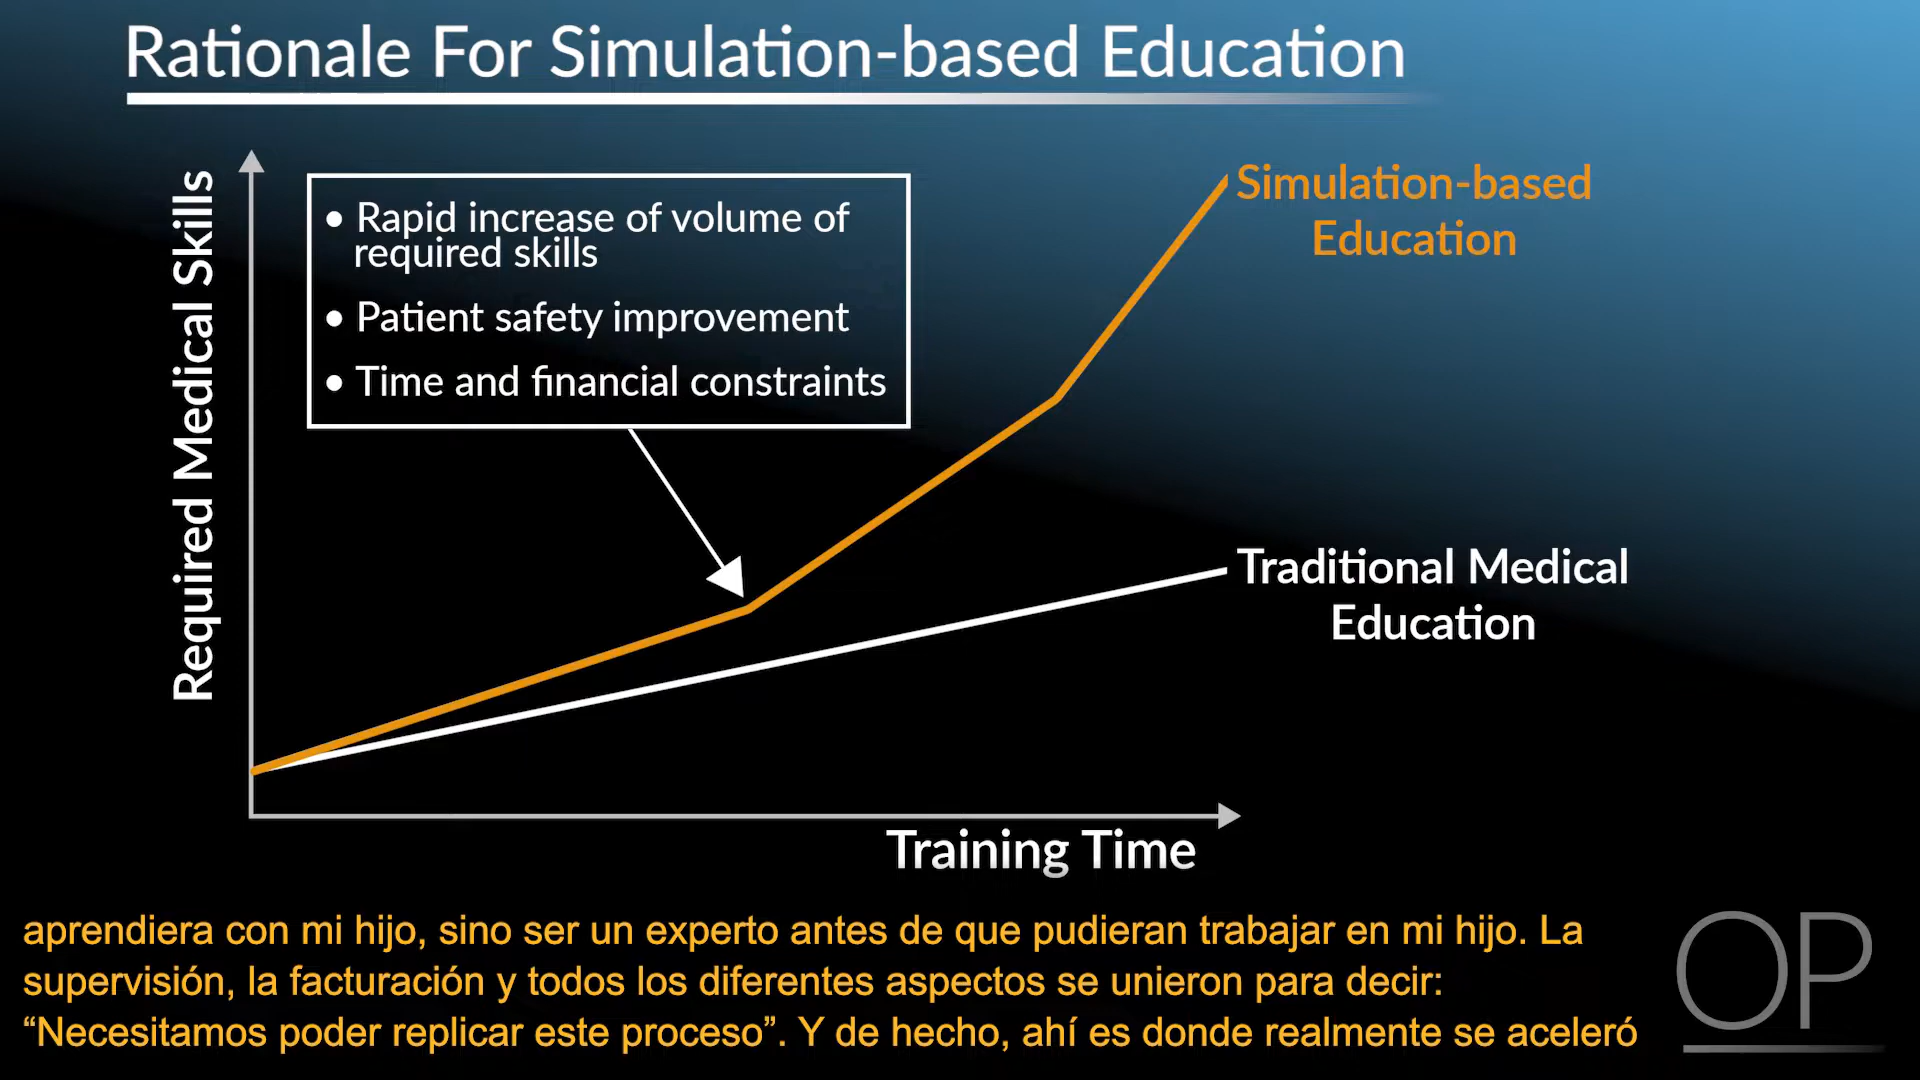 Rationale For Simulation-based Education
Required Medical Skills
• Rapid increase of volume of
required skills
• Patient safety improvement
• Time and financial constraints
Simulation-based
Education
Traditional Medical
Education
Training Time
aprendiera con mi hijo, sino ser un experto antes de que pudieran trabajar en mi hijo. La
supervisión, la facturación y todos los diferentes aspectos se unieron para decir:
“Necesitamos poder replicar este proceso”. Y de hecho, ahí es donde realmente se aceleró
OP